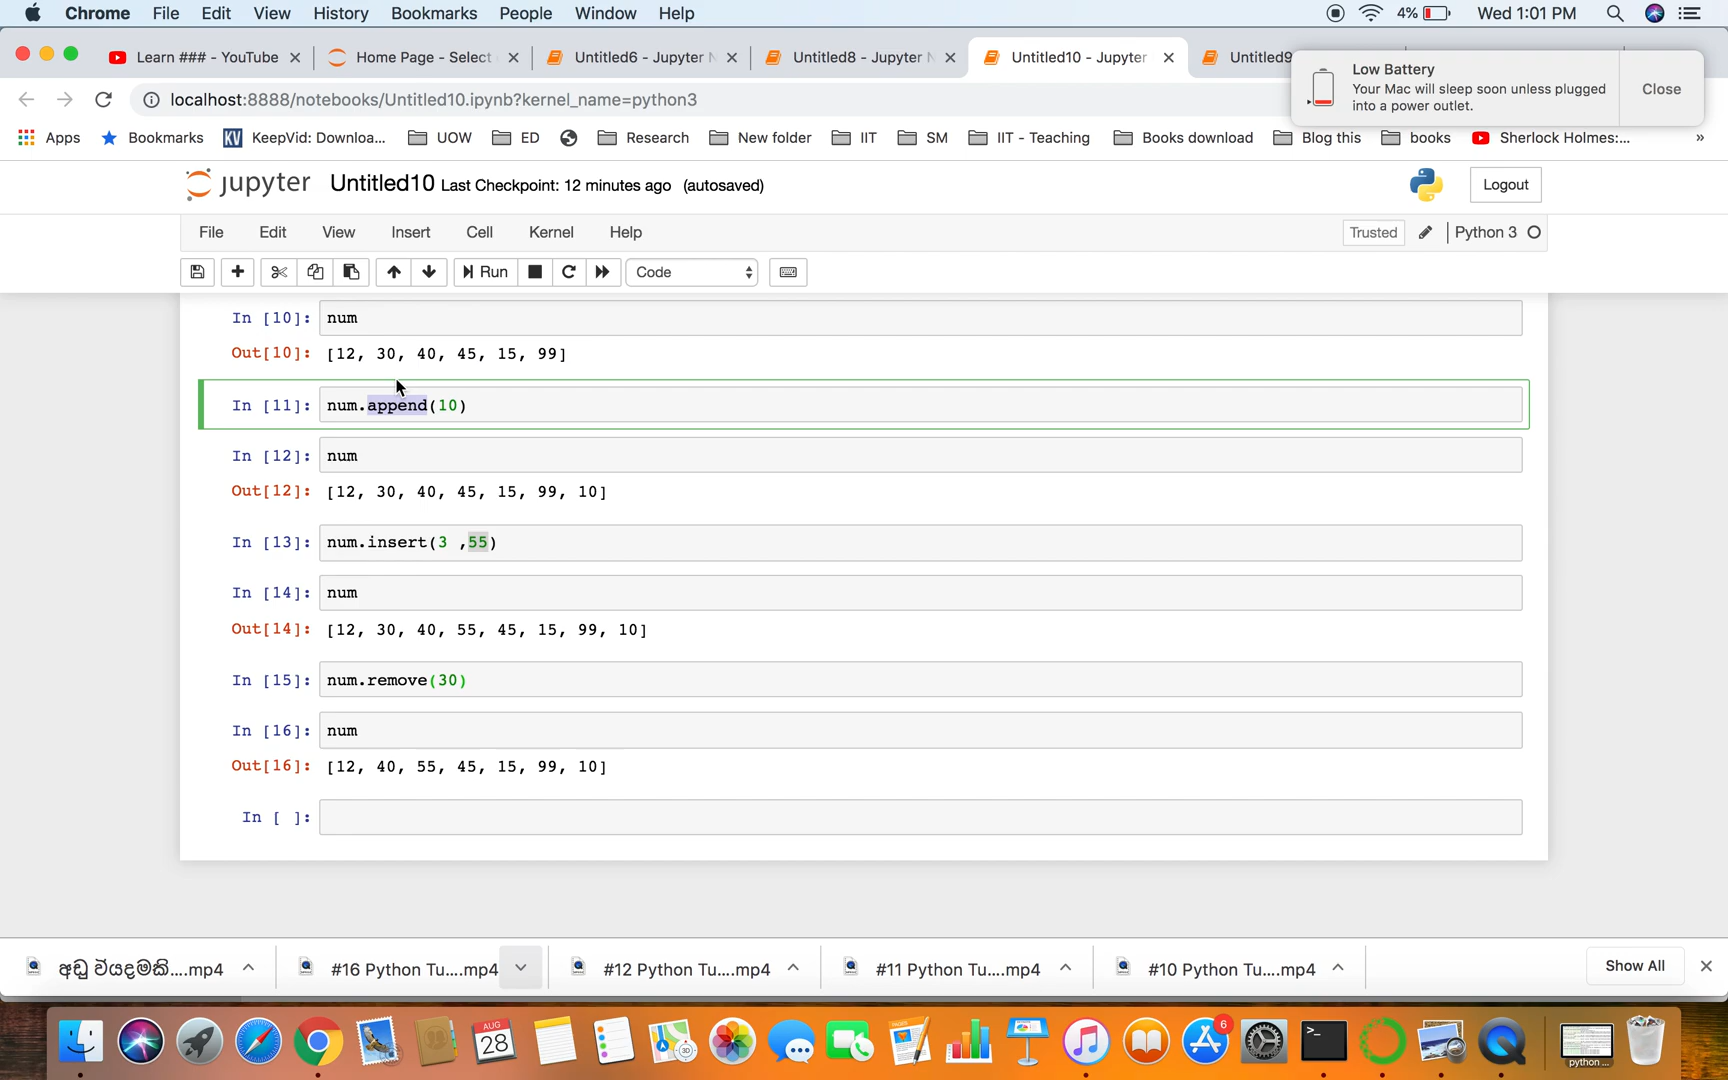 Chrome File Edit View History Bookmarks People Window Help 4% Wed 1:01 PM
Learn ### - YouTube Home Page - Select Untitled6 - Jupyter N Untitled8 - Jupyter N Untitled10 - Jupyter Untitled9
Low Battery
Your Mac will sleep soon unless plugged
into a power outlet.
Close
localhost:8888/notebooks/Untitled10.ipynb?kernel_name=python3
Apps Bookmarks KV KeepVid: Downloa... UOW ED Research New folder IIT SM IIT - Teaching Books download Blog this books Sherlock Holmes:... »
jupyter Untitled10 Last Checkpoint: 12 minutes ago (autosaved) Logout
File Edit View Insert Cell Kernel Help Trusted Python 3
Run Code
In [10]: num
Out[10]: [12, 30, 40, 45, 15, 99]
In [11]: num.append(10)
In [12]: num
Out[12]: [12, 30, 40, 45, 15, 99, 10]
In [13]: num.insert(3 ,55)
In [14]: num
Out[14]: [12, 30, 40, 55, 45, 15, 99, 10]
In [15]: num.remove(30)
In [16]: num
Out[16]: [12, 40, 55, 45, 15, 99, 10]
In [ ]:
අඩු වියදමකි....mp4 #16 Python Tu....mp4 #12 Python Tu....mp4 #11 Python Tu....mp4 #10 Python Tu....mp4 Show All
AUG
28
6
python ...